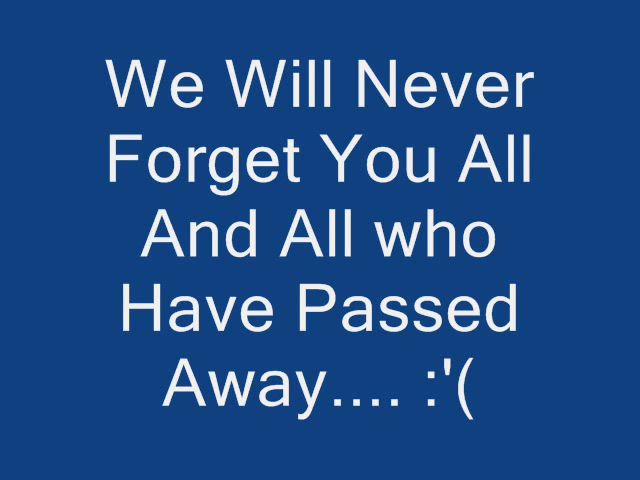 We Will Never
Forget You All
And All who
Have Passed
Away.... :'(